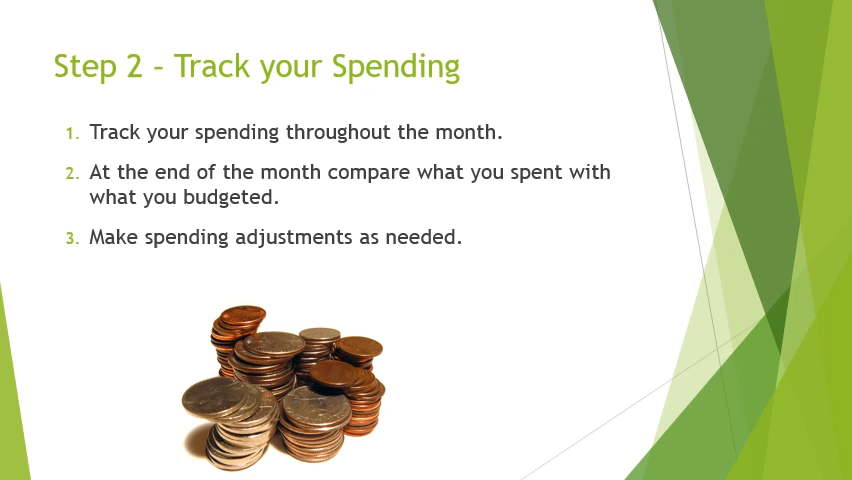 Step 2 – Track your Spending
1. Track your spending throughout the month.
2. At the end of the month compare what you spent with
what you budgeted.
3. Make spending adjustments as needed.